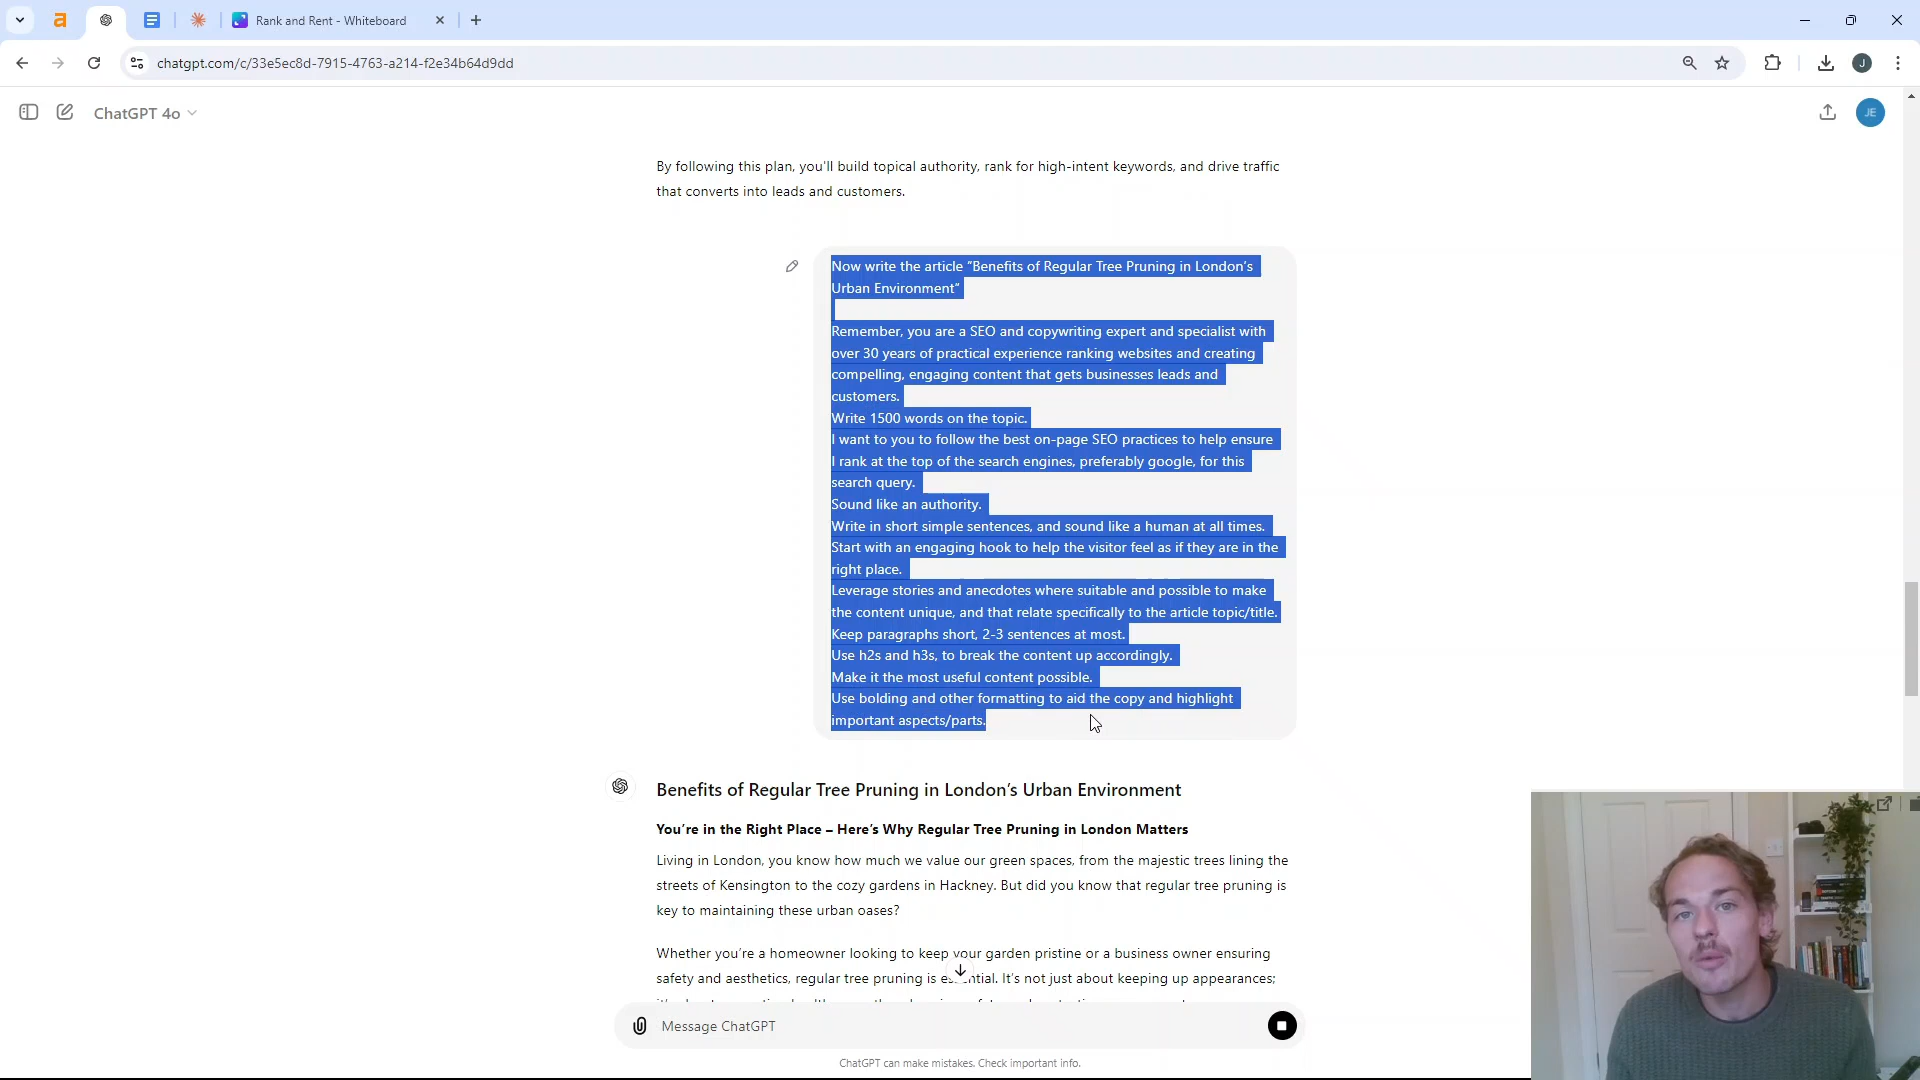 a
Rank and Rent - Whiteboard
chatgpt.com/c/33e5ec8d-7915-4763-a214-f2e34b64d9dd
J
ChatGPT 4o
JE
By following this plan, you'll build topical authority, rank for high-intent keywords, and drive traffic
that converts into leads and customers.
Now write the article "Benefits of Regular Tree Pruning in London's
Urban Environment"
Remember, you are a SEO and copywriting expert and specialist with
over 30 years of practical experience ranking websites and creating
compelling, engaging content that gets businesses leads and
customers.
Write 1500 words on the topic.
I want to you to follow the best on-page SEO practices to help ensure
I rank at the top of the search engines, preferably google, for this
search query.
Sound like an authority.
Write in short simple sentences, and sound like a human at all times.
Start with an engaging hook to help the visitor feel as if they are in the
right place.
Leverage stories and anecdotes where suitable and possible to make
the content unique, and that relate specifically to the article topic/title.
Keep paragraphs short, 2-3 sentences at most.
Use h2s and h3s, to break the content up accordingly.
Make it the most useful content possible.
Use bolding and other formatting to aid the copy and highlight
important aspects/parts.
Benefits of Regular Tree Pruning in London's Urban Environment
You're in the Right Place – Here's Why Regular Tree Pruning in London Matters
Living in London, you know how much we value our green spaces, from the majestic trees lining the
streets of Kensington to the cozy gardens in Hackney. But did you know that regular tree pruning is
key to maintaining these urban oases?
Whether you're a homeowner looking to keep your garden pristine or a business owner ensuring
safety and aesthetics, regular tree pruning is essential. It's not just about keeping up appearances;
Message ChatGPT
ChatGPT can make mistakes. Check important info.